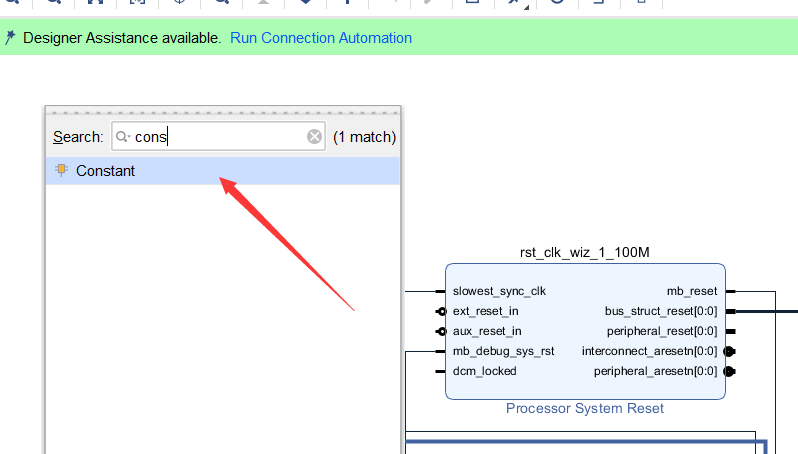 Designer Assistance available. Run Connection Automation
Search: cons (1 match)
Constant
rst_clk_wiz_1_100M
slowest_sync_clk mb_reset
ext_reset_in bus_struct_reset[0:0]
aux_reset_in peripheral_reset[0:0]
mb_debug_sys_rst interconnect_aresetn[0:0]
dcm_locked peripheral_aresetn[0:0]
Processor System Reset